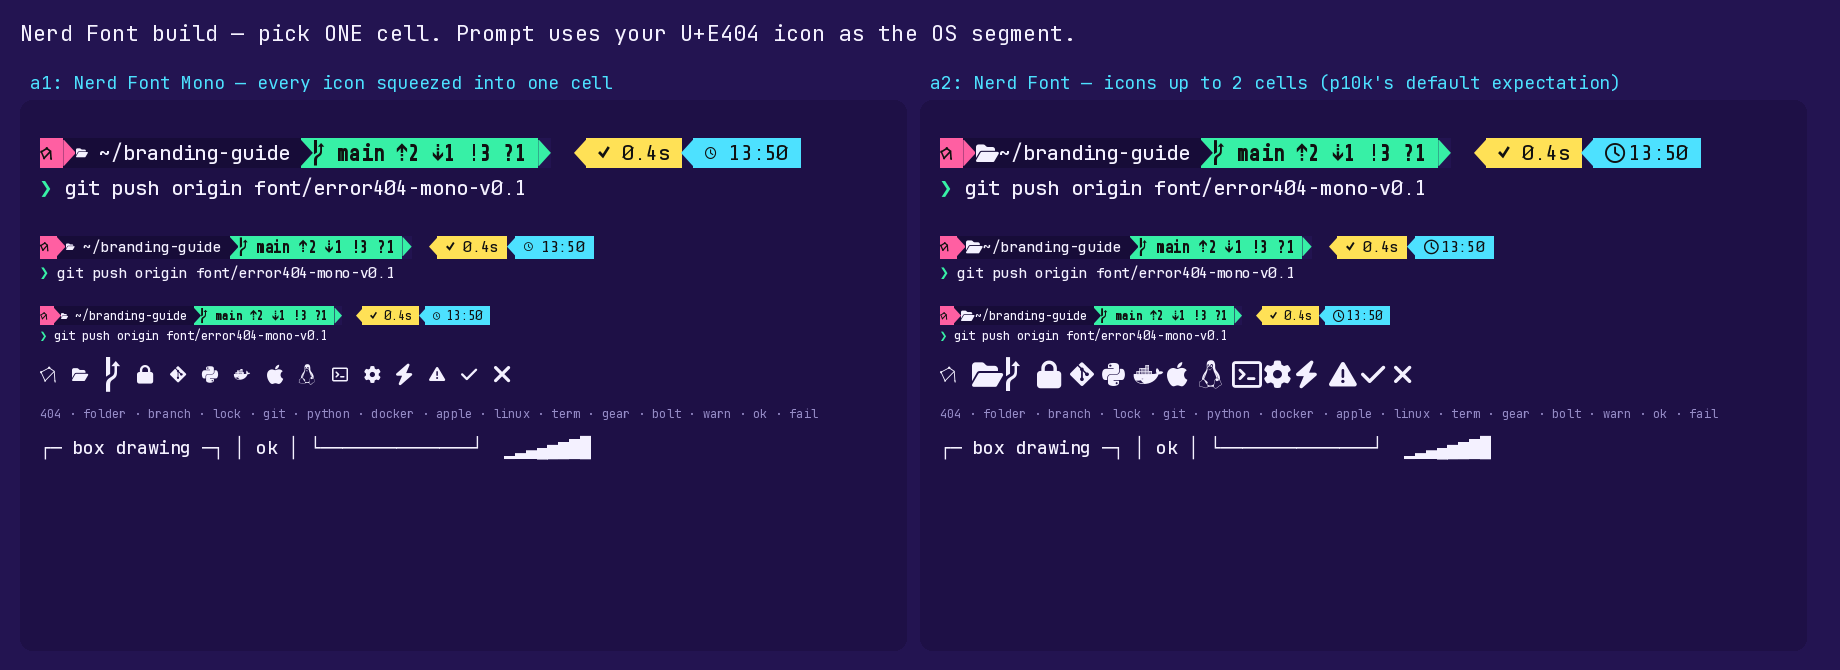 Nerd Font build — pick ONE cell. Prompt uses your U+E404 icon as the OS segment.
a1: Nerd Font Mono — every icon squeezed into one cell
~/branding-guide main ↑2 ↓1 !3 ?1 ✓ 0.4s 13:50
❯ git push origin font/error404-mono-v0.1
~/branding-guide main ↑2 ↓1 !3 ?1 ✓ 0.4s 13:50
❯ git push origin font/error404-mono-v0.1
~/branding-guide main ↑2 ↓1 !3 ?1 ✓ 0.4s 13:50
❯ git push origin font/error404-mono-v0.1
404 · folder · branch · lock · git · python · docker · apple · linux · term · gear · bolt · warn · ok · fail
┌─ box drawing ─┐ │ ok │ └──────────────┘ ▁▂▃▄▅▆▇█
a2: Nerd Font — icons up to 2 cells (p10k's default expectation)
~/branding-guide main ↑2 ↓1 !3 ?1 ✓ 0.4s 13:50
❯ git push origin font/error404-mono-v0.1
~/branding-guide main ↑2 ↓1 !3 ?1 ✓ 0.4s 13:50
❯ git push origin font/error404-mono-v0.1
~/branding-guide main ↑2 ↓1 !3 ?1 ✓ 0.4s 13:50
❯ git push origin font/error404-mono-v0.1
404 · folder · branch · lock · git · python · docker · apple · linux · term · gear · bolt · warn · ok · fail
┌─ box drawing ─┐ │ ok │ └──────────────┘ ▁▂▃▄▅▆▇█